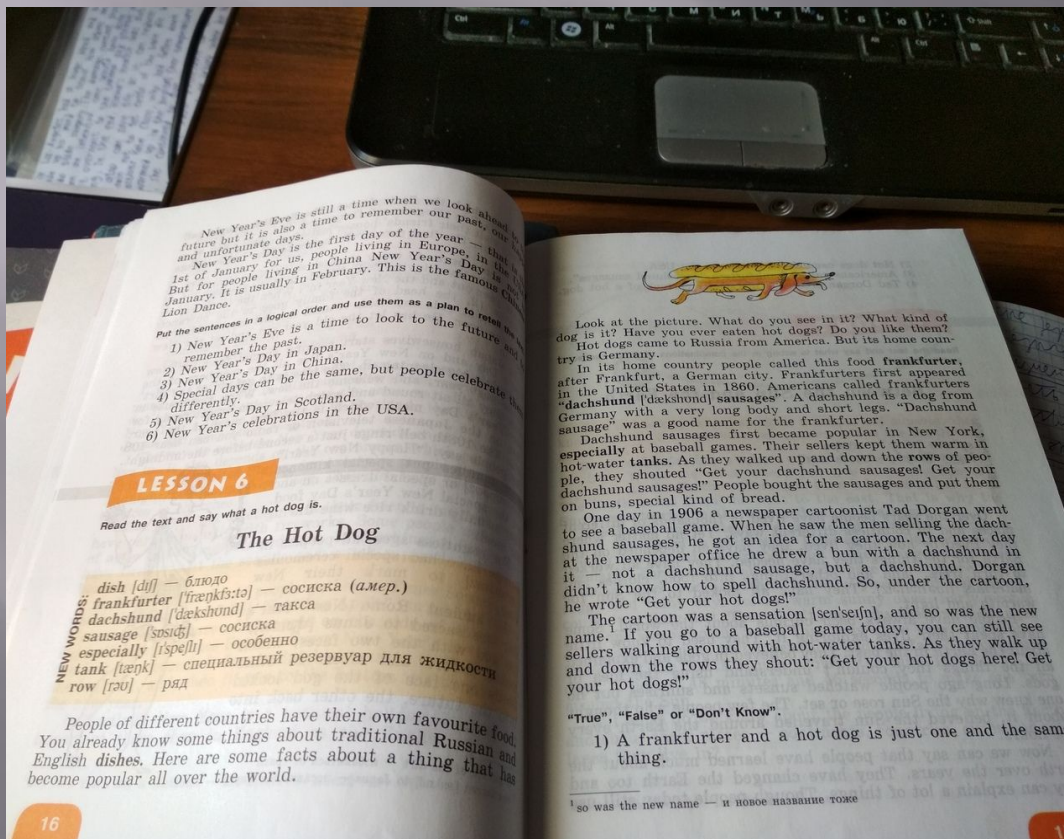 New Year's Eve is still a time when we look ahead
future but it is also a time to remember our past, our
and unfortunate days.
New Year's Day is the first day of the year — that is
1st of January for us, people living in Europe, in the
But for people living in China New Year's Day is not
January. It is usually in February. This is the famous
Lion Dance.
Put the sentences in a logical order and use them as a plan to retell the
1) New Year's Eve is a time to look to the future and
remember the past.
2) New Year's Day in Japan.
3) New Year's Day in China.
4) Special days can be the same, but people celebrate
differently.
5) New Year's Day in Scotland.
6) New Year's celebrations in the USA.
LESSON 6
Read the text and say what a hot dog is.
The Hot Dog
NEW WORDS:
dish [dɪʃ] — блюдо
frankfurter [ˈfræŋkfɜːtə] — сосиска (амер.)
dachshund [ˈdækshʊnd] — такса
sausage [ˈsɒsɪʤ] — сосиска
especially [ɪˈspeʃlɪ] — особенно
tank [tæŋk] — специальный резервуар для жидкости
row [rəʊ] — ряд
People of different countries have their own favourite food.
You already know some things about traditional Russian and
English dishes. Here are some facts about a thing that has
become popular all over the world.
16
Look at the picture. What do you see in it? What kind of
dog is it? Have you ever eaten hot dogs? Do you like them?
Hot dogs came to Russia from America. But its home coun-
try is Germany.
In its home country people called this food frankfurter,
after Frankfurt, a German city. Frankfurters first appeared
in the United States in 1860. Americans called frankfurters
"dachshund [ˈdækshʊnd] sausages". A dachshund is a dog from
Germany with a very long body and short legs. "Dachshund
sausage" was a good name for the frankfurter.
Dachshund sausages first became popular in New York,
especially at baseball games. Their sellers kept them warm in
hot-water tanks. As they walked up and down the rows of peo-
ple, they shouted "Get your dachshund sausages! Get your
dachshund sausages!" People bought the sausages and put them
on buns, special kind of bread.
One day in 1906 a newspaper cartoonist Tad Dorgan went
to see a baseball game. When he saw the men selling the dach-
shund sausages, he got an idea for a cartoon. The next day
at the newspaper office he drew a bun with a dachshund in
it — not a dachshund sausage, but a dachshund. Dorgan
didn't know how to spell dachshund. So, under the cartoon,
he wrote "Get your hot dogs!"
The cartoon was a sensation [senˈseɪʃn], and so was the new
name.¹ If you go to a baseball game today, you can still see
sellers walking around with hot-water tanks. As they walk up
and down the rows they shout: "Get your hot dogs here! Get
your hot dogs!"
"True", "False" or "Don't Know".
1) A frankfurter and a hot dog is just one and the
thing.
¹ so was the new name — и новое название тоже
Ctrl
Fn
Alt
Alt
Ctrl